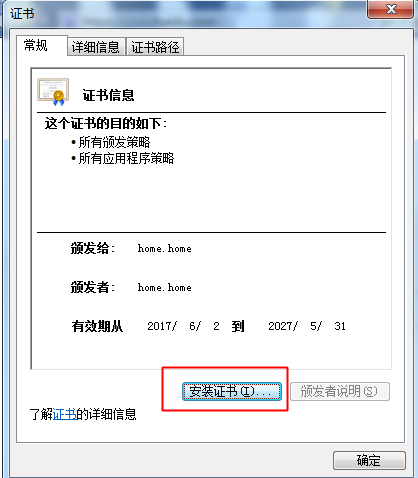 证书
常规 详细信息 证书路径
证书信息
这个证书的目的如下:
• 所有颁发策略
• 所有应用程序策略
颁发给: home.home
颁发者: home.home
有效期从 2017/ 6/ 2 到 2027/ 5/ 31
安装证书(I)... 颁发者说明(S)
了解证书的详细信息
确定